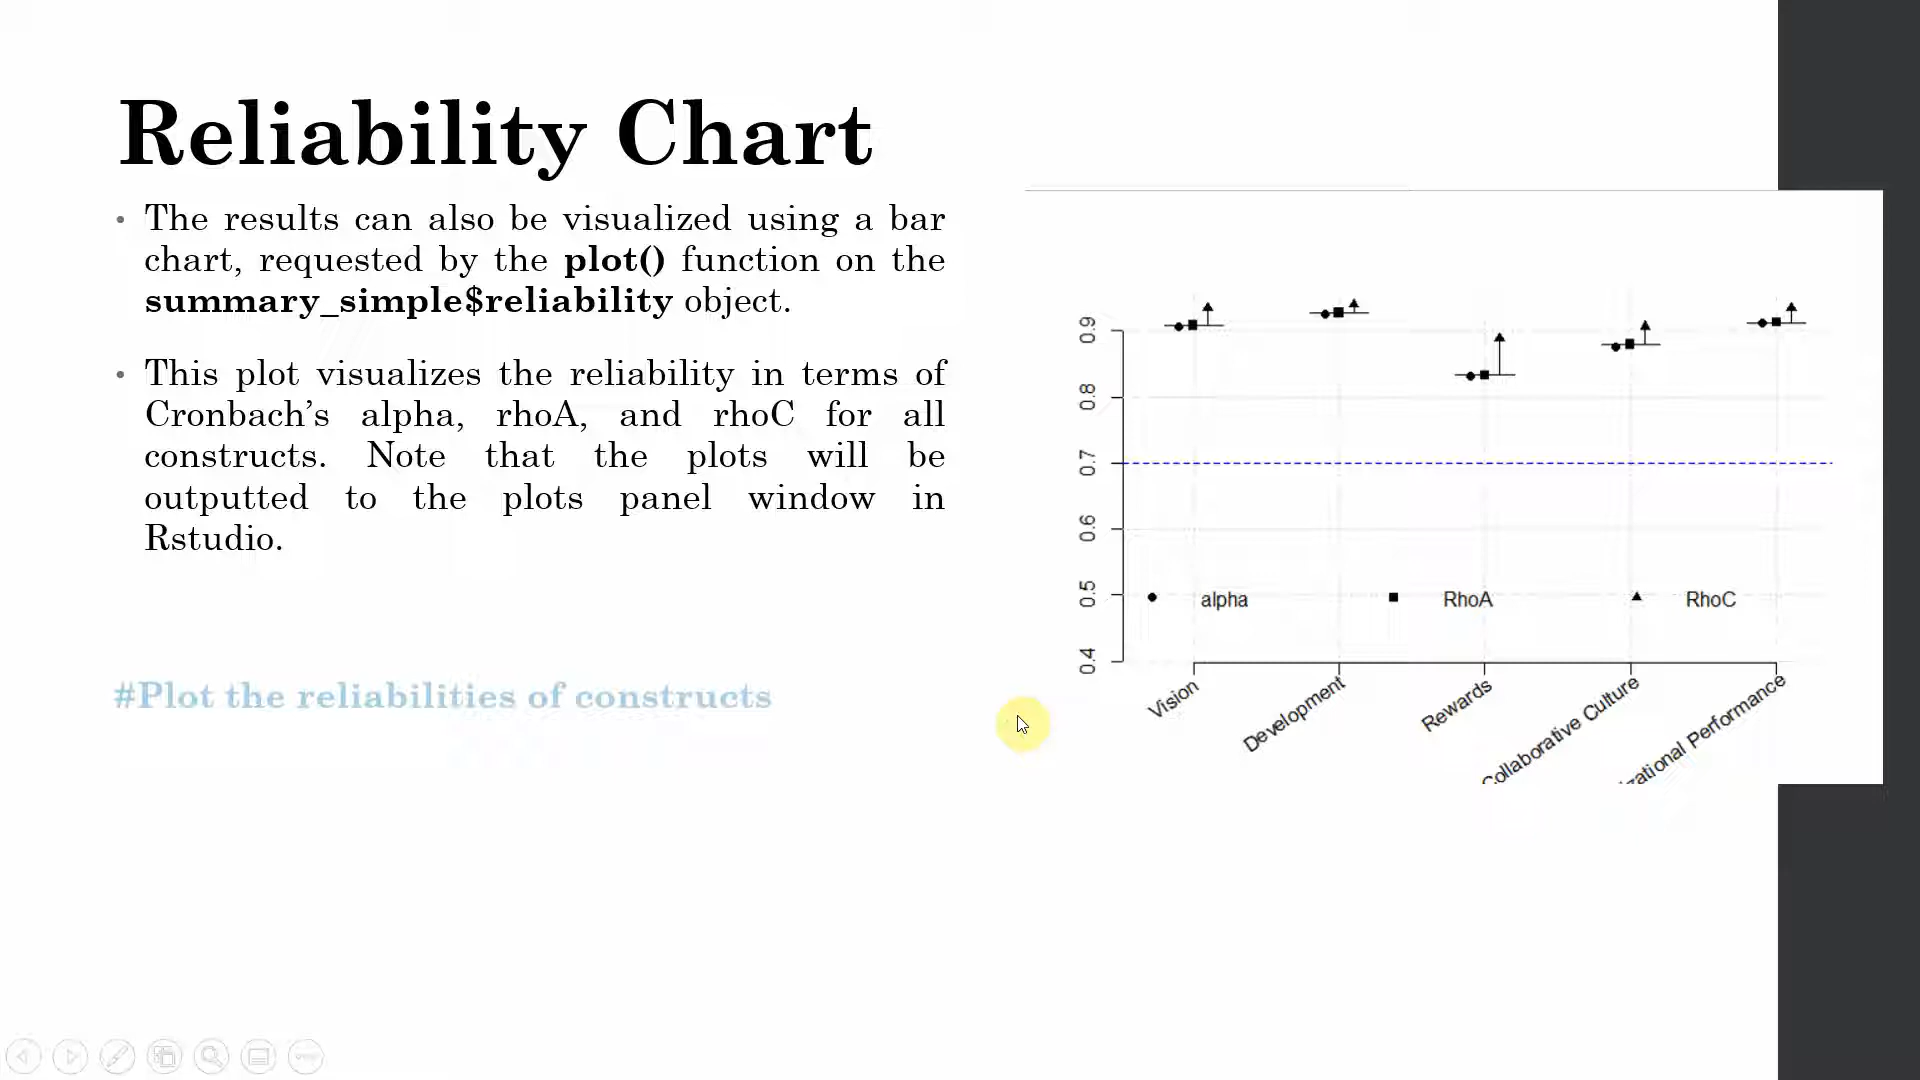 Reliability Chart
• The results can also be visualized using a bar
chart, requested by the plot() function on the
summary_simple$reliability object.
• This plot visualizes the reliability in terms of
Cronbach’s alpha, rhoA, and rhoC for all
constructs. Note that the plots will be
outputted to the plots panel window in
Rstudio.
#Plot the reliabilities of constructs
0.9
0.8
0.7
0.6
0.5
0.4
alpha
RhoA
RhoC
Vision
Development
Rewards
Collaborative Culture
izational Performance